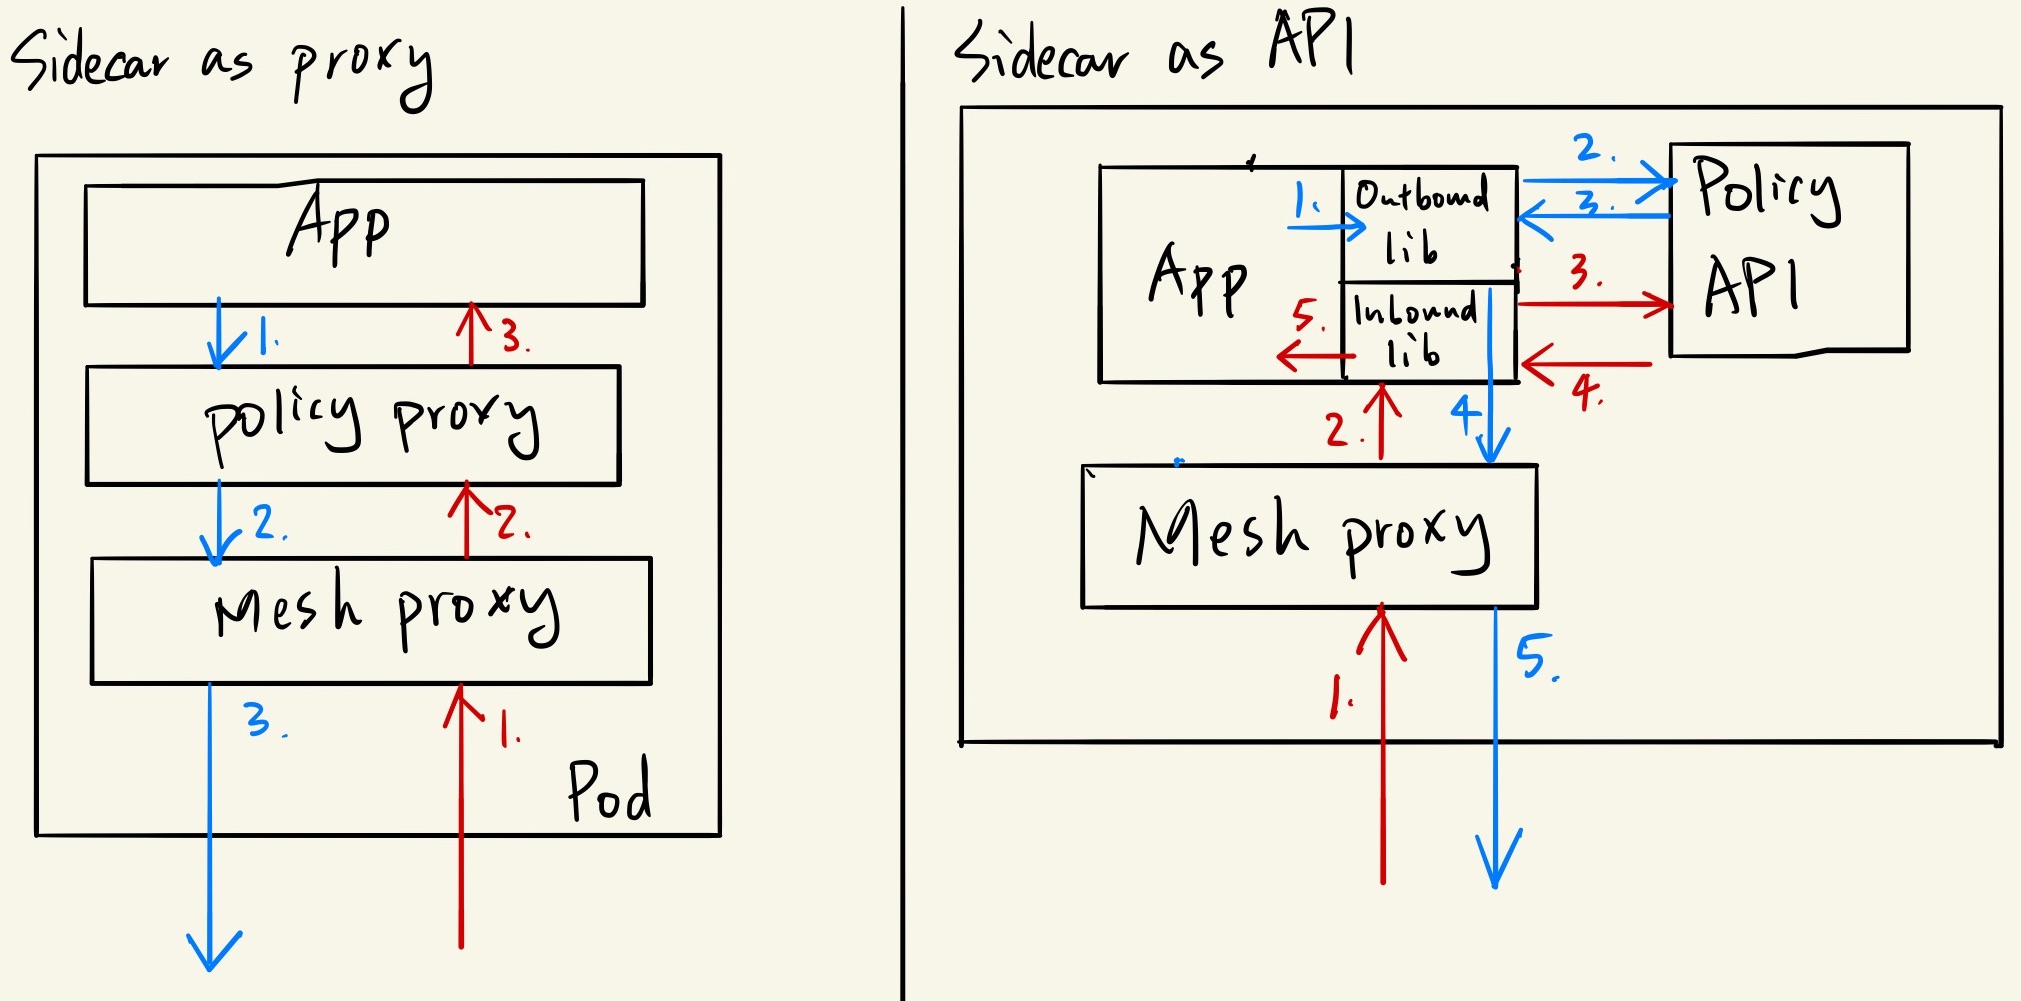 Sidecar as proxy
App
1.
3.
policy proxy
2.
2.
Mesh proxy
3.
1.
Pod
Sidecar as API
2.
1.
Outbound
3.
Policy
lib
App
3.
API
5.
Inbound
lib
4.
2.
4.
Mesh proxy
5.
1.